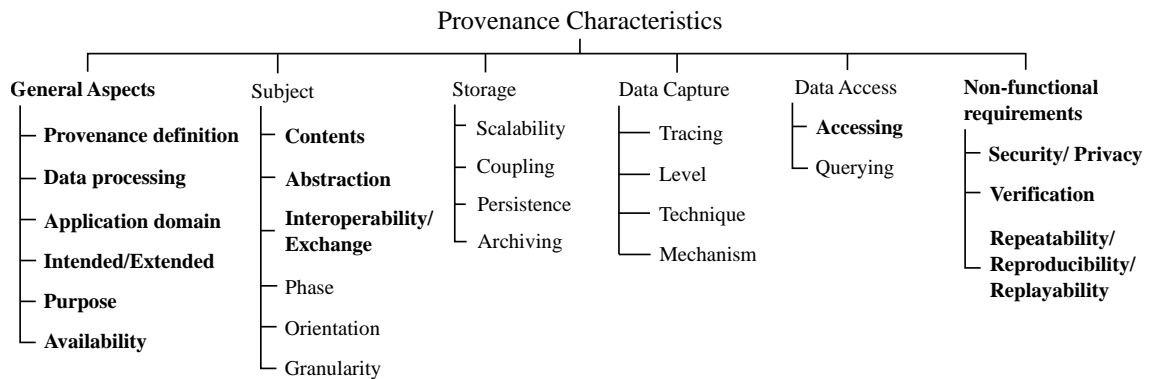 Provenance Characteristics
General Aspects
Provenance definition
Data processing
Application domain
Intended/Extended
Purpose
Availability
Subject
Contents
Abstraction
Interoperability/
Exchange
Phase
Orientation
Granularity
Storage
Scalability
Coupling
Persistence
Archiving
Data Capture
Tracing
Level
Technique
Mechanism
Data Access
Accessing
Querying
Non-functional
requirements
Security/ Privacy
Verification
Repeatability/
Reproducibility/
Replayability